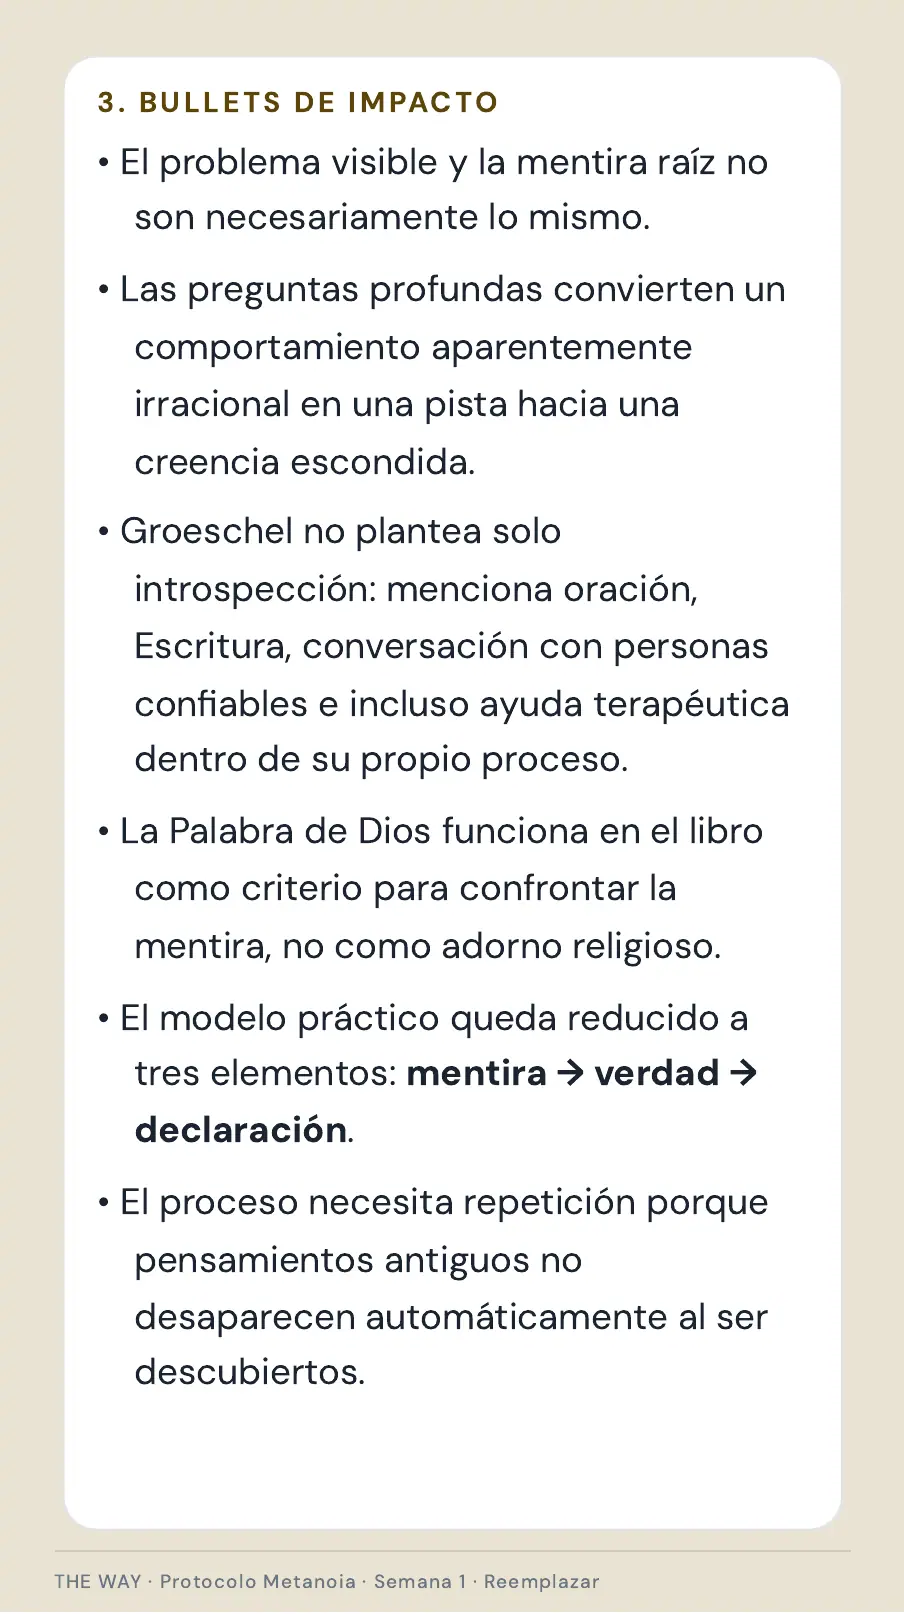 3. BULLETS DE IMPACTO
• El problema visible y la mentira raíz no
son necesariamente lo mismo.
• Las preguntas profundas convierten un
comportamiento aparentemente
irracional en una pista hacia una
creencia escondida.
• Groeschel no plantea solo
introspección: menciona oración,
Escritura, conversación con personas
confiables e incluso ayuda terapéutica
dentro de su propio proceso.
• La Palabra de Dios funciona en el libro
como criterio para confrontar la
mentira, no como adorno religioso.
• El modelo práctico queda reducido a
tres elementos: mentira → verdad →
declaración.
• El proceso necesita repetición porque
pensamientos antiguos no
desaparecen automáticamente al ser
descubiertos.
THE WAY · Protocolo Metanoia · Semana 1 · Reemplazar